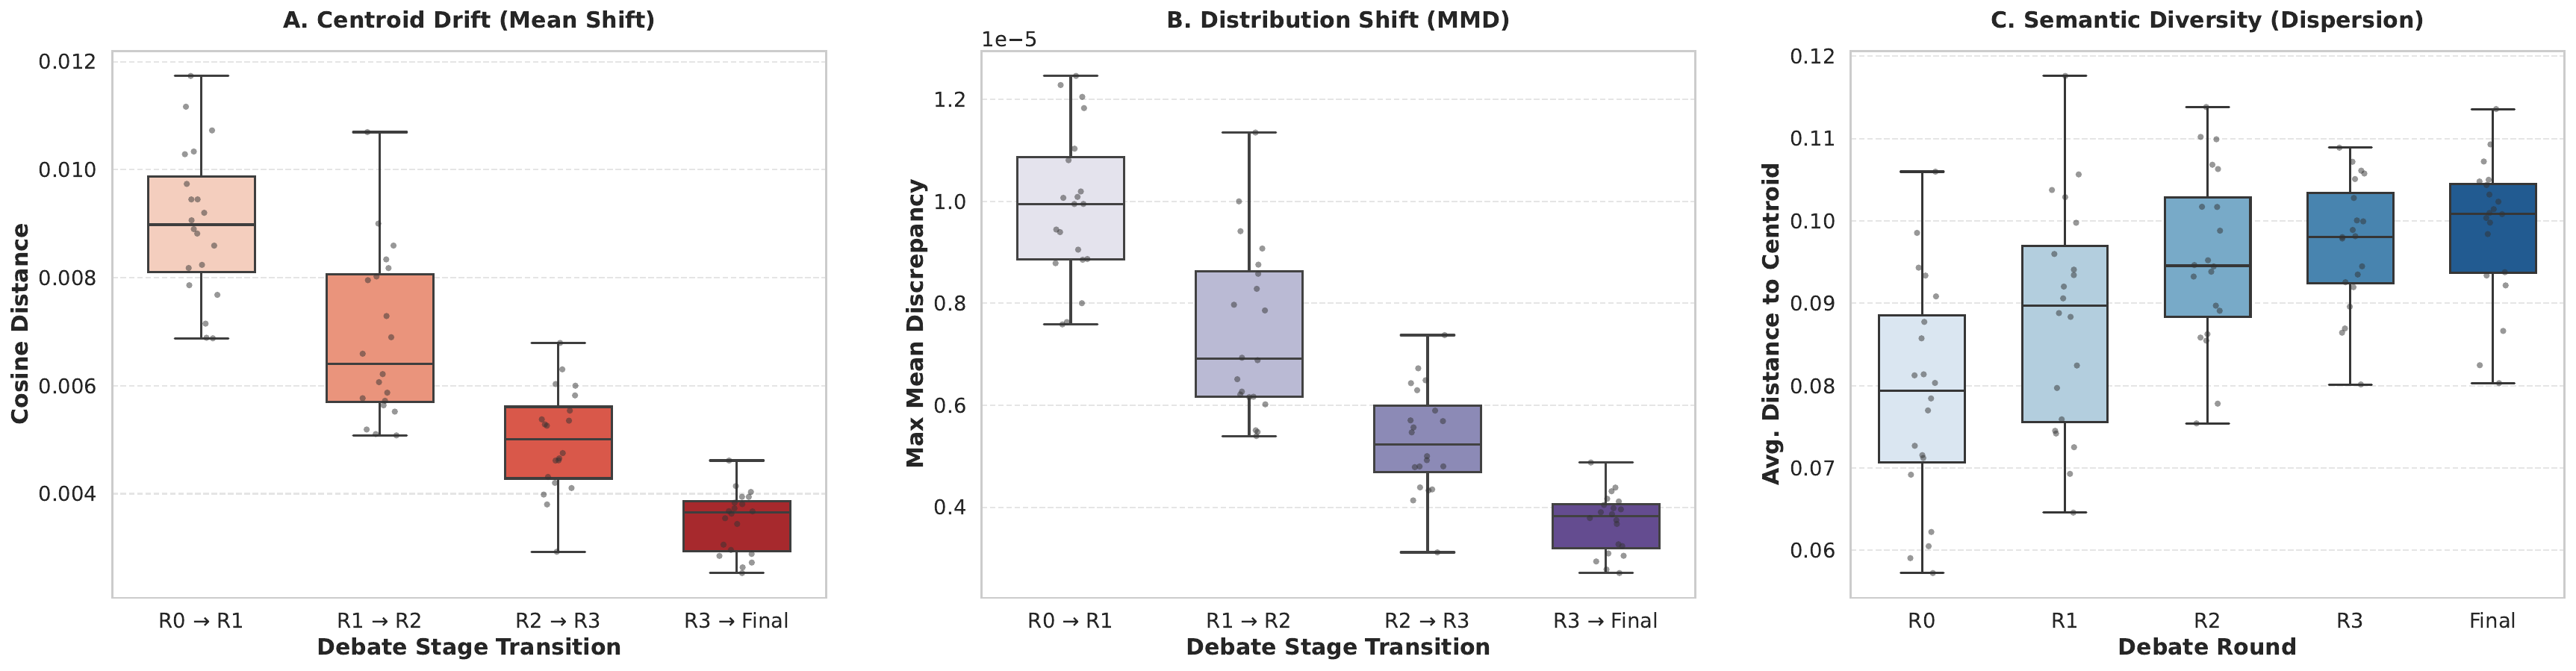 A. Centroid Drift (Mean Shift)
Cosine Distance
0.012
0.010
0.008
0.006
0.004
R0 → R1
R1 → R2
R2 → R3
R3 → Final
Debate Stage Transition
B. Distribution Shift (MMD)
1e−5
Max Mean Discrepancy
1.2
1.0
0.8
0.6
0.4
R0 → R1
R1 → R2
R2 → R3
R3 → Final
Debate Stage Transition
C. Semantic Diversity (Dispersion)
Avg. Distance to Centroid
0.12
0.11
0.10
0.09
0.08
0.07
0.06
R0
R1
R2
R3
Final
Debate Round